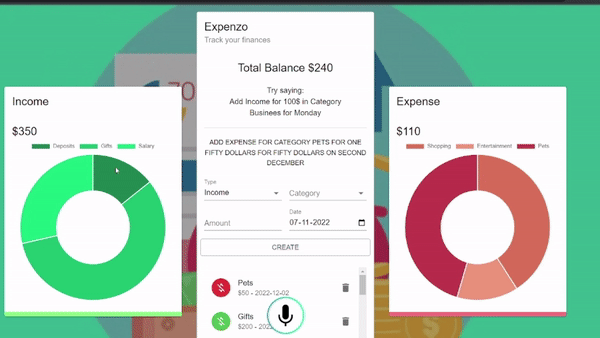 Expenzo
Track your finances
Total Balance $240
Try saying:
Add Income for 100$ in Category
Businees for Monday
ADD EXPENSE FOR CATEGORY PETS FOR ONE
FIFTY DOLLARS FOR FIFTY DOLLARS ON SECOND
DECEMBER
Type
Income
Category
Amount
Date
07-11-2022
CREATE
Pets
$50 - 2022-12-02
Gifts
$200 - 2022
Income
$350
Deposits
Gifts
Salary
Expense
$110
Shopping
Entertainment
Pets
70